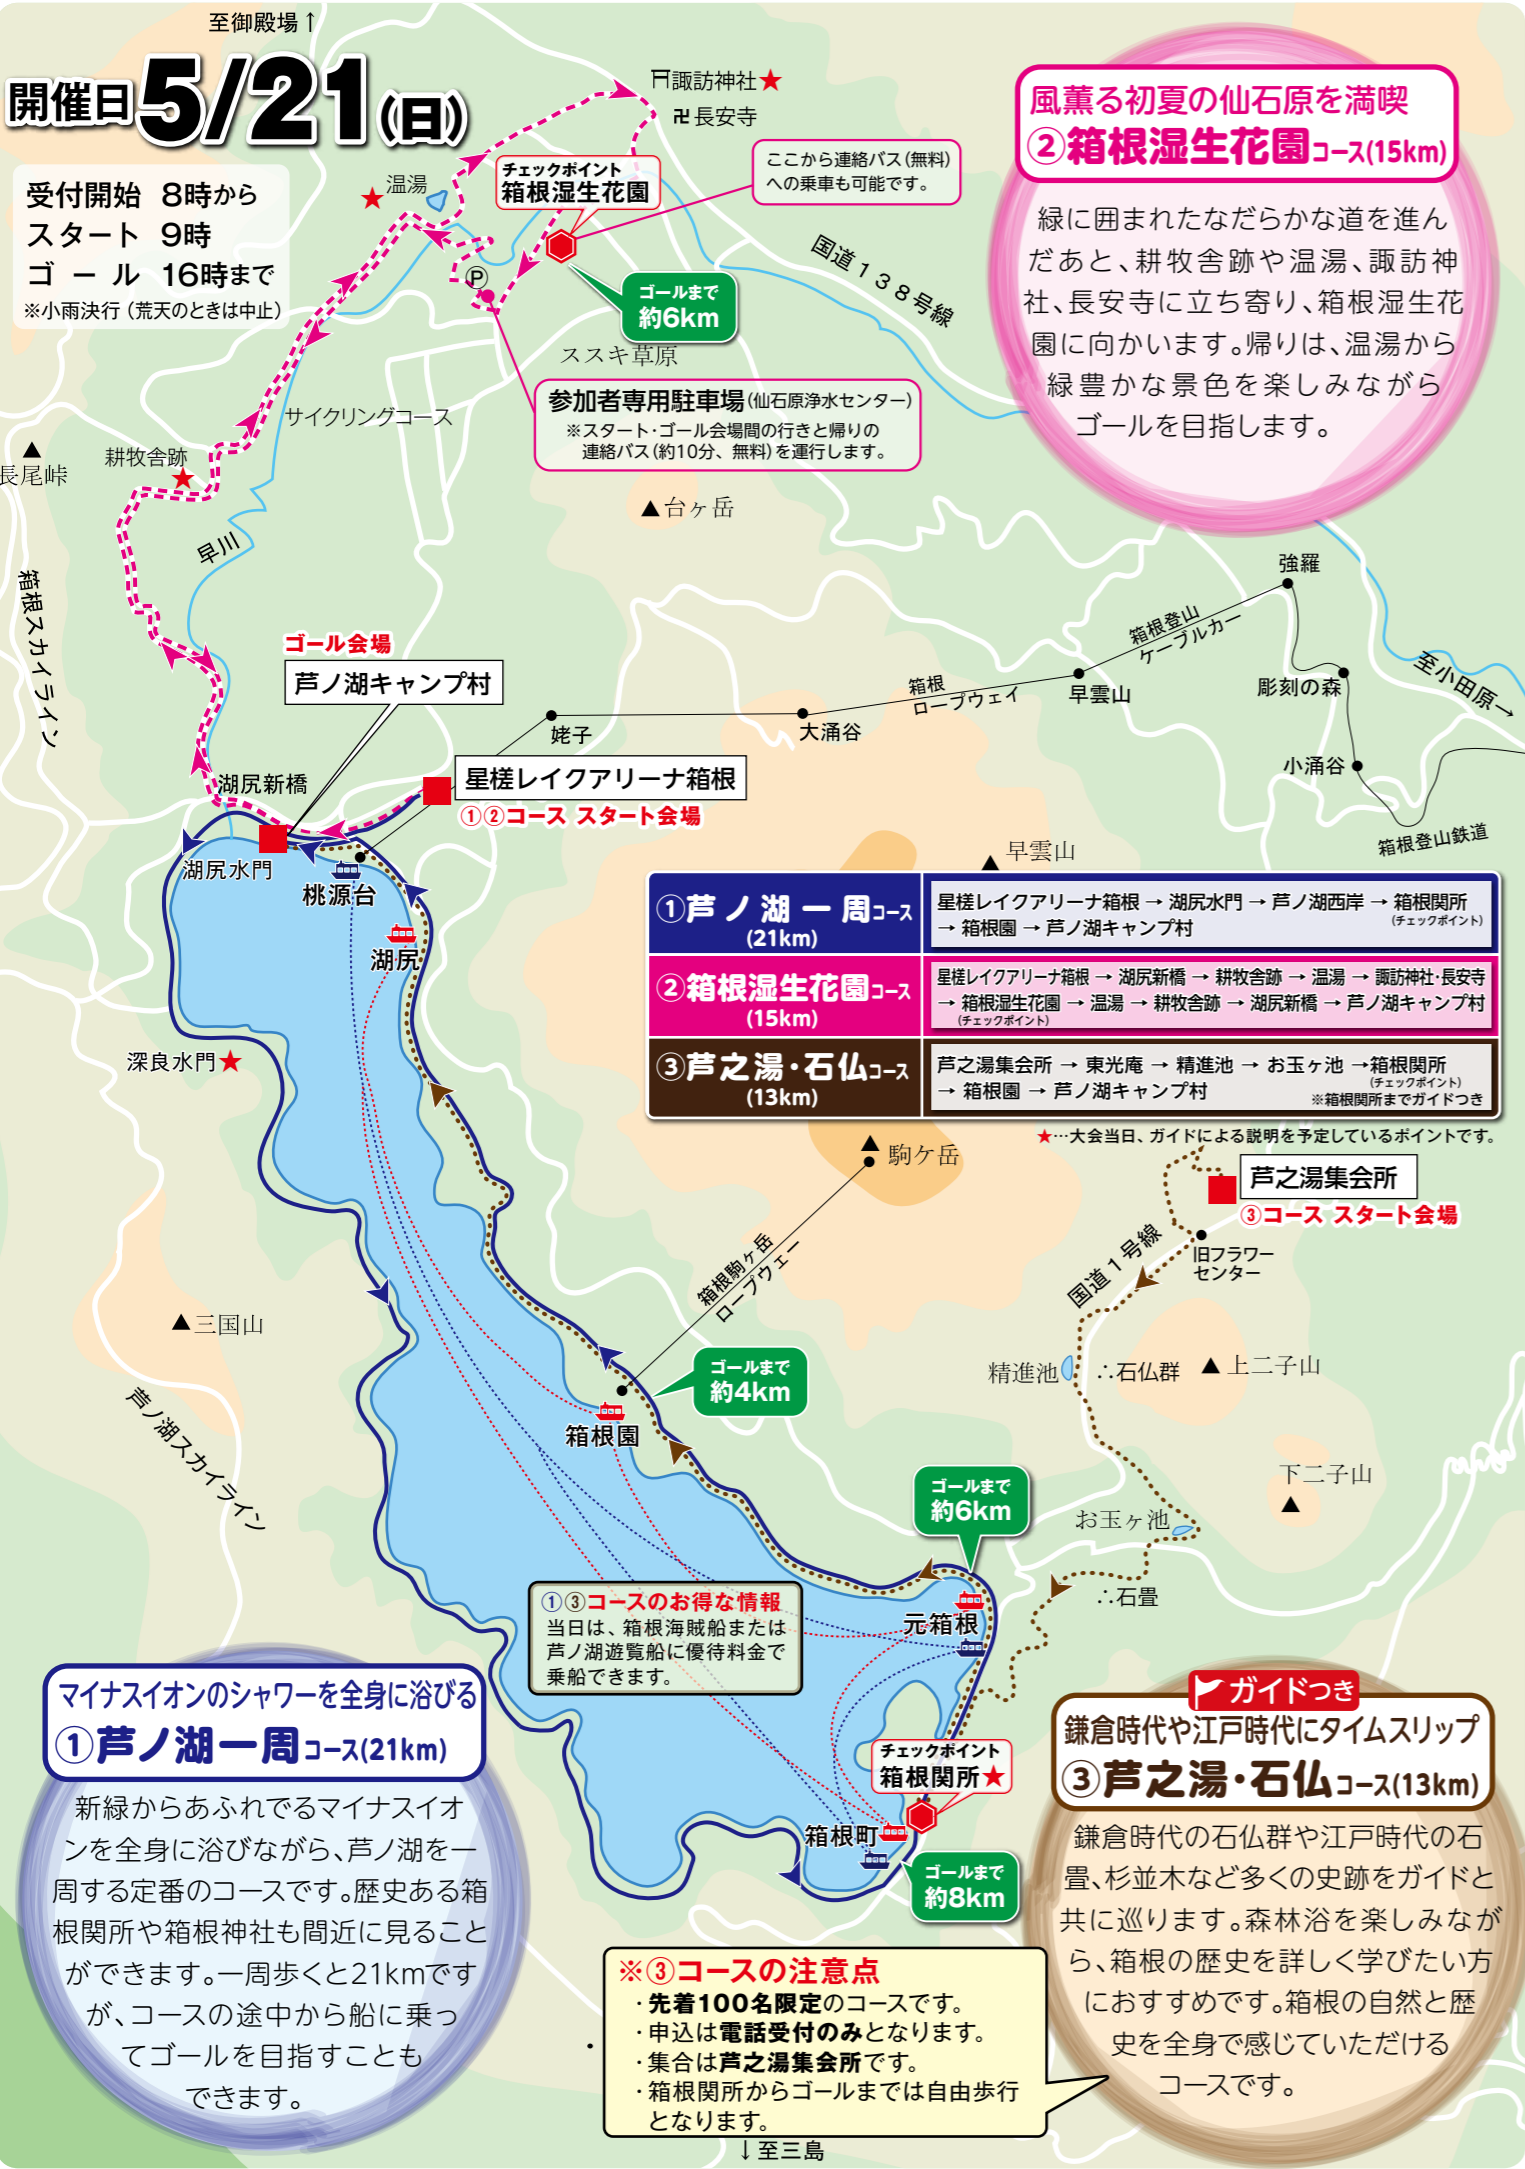 至御殿場↑
開催日5/21(日)
受付開始 8時から
スタート 9時
ゴール 16時まで
※小雨決行（荒天のときは中止）
諏訪神社★
卍長安寺
★温湯
チェックポイント
箱根湿生花園
ここから連絡バス(無料)
への乗車も可能です。
国道138号線
Ⓟ
ゴールまで
約6km
ススキ草原
参加者専用駐車場(仙石原浄水センター)
※スタート・ゴール会場間の行きと帰りの
連絡バス(約10分、無料)を運行します。
風薫る初夏の仙石原を満喫
②箱根湿生花園コース(15km)
緑に囲まれたなだらかな道を進ん
だあと、耕牧舎跡や温湯、諏訪神
社、長安寺に立ち寄り、箱根湿生花
園に向かいます。帰りは、温湯から
緑豊かな景色を楽しみながら
ゴールを目指します。
サイクリングコース
▲
長尾峠
耕牧舎跡
★
▲台ヶ岳
早川
箱根スカイライン
強羅
箱根登山
ケーブルカー
至小田原→
彫刻の森
早雲山
箱根
ロープウェイ
大涌谷
姥子
小涌谷
箱根登山鉄道
ゴール会場
芦ノ湖キャンプ村
湖尻新橋
星槎レイクアリーナ箱根
①②コース スタート会場
湖尻水門
桃源台
湖尻
▲早雲山
①芦ノ湖一周コース
(21km)
星槎レイクアリーナ箱根 → 湖尻水門 → 芦ノ湖西岸 → 箱根関所
(チェックポイント)
→ 箱根園 → 芦ノ湖キャンプ村
②箱根湿生花園コース
(15km)
星槎レイクアリーナ箱根 → 湖尻新橋 → 耕牧舎跡 → 温湯 → 諏訪神社・長安寺
→ 箱根湿生花園 → 温湯 → 耕牧舎跡 → 湖尻新橋 → 芦ノ湖キャンプ村
(チェックポイント)
③芦之湯・石仏コース
(13km)
芦之湯集会所 → 東光庵 → 精進池 → お玉ヶ池 →箱根関所
(チェックポイント)
→ 箱根園 → 芦ノ湖キャンプ村
※箱根関所までガイドつき
★…大会当日、ガイドによる説明を予定しているポイントです。
深良水門★
▲
駒ケ岳
芦之湯集会所
③コース スタート会場
国道1号線
旧フラワー
センター
箱根駒ヶ岳
ロープウェー
▲三国山
芦ノ湖スカイライン
ゴールまで
約4km
箱根園
精進池
∴石仏群
▲上二子山
下二子山
▲
ゴールまで
約6km
お玉ヶ池
∴石畳
元箱根
①③コースのお得な情報
当日は、箱根海賊船または
芦ノ湖遊覧船に優待料金で
乗船できます。
チェックポイント
箱根関所★
箱根町
ゴールまで
約8km
マイナスイオンのシャワーを全身に浴びる
①芦ノ湖一周コース(21km)
新緑からあふれでるマイナスイオ
ンを全身に浴びながら、芦ノ湖を一
周する定番のコースです。歴史ある箱
根関所や箱根神社も間近に見ること
ができます。一周歩くと21kmです
が、コースの途中から船に乗っ
てゴールを目指すことも
できます。
ガイドつき
鎌倉時代や江戸時代にタイムスリップ
③芦之湯・石仏コース(13km)
鎌倉時代の石仏群や江戸時代の石
畳、杉並木など多くの史跡をガイドと
共に巡ります。森林浴を楽しみなが
ら、箱根の歴史を詳しく学びたい方
におすすめです。箱根の自然と歴
史を全身で感じていただける
コースです。
※③コースの注意点
・先着100名限定のコースです。
・申込は電話受付のみとなります。
・集合は芦之湯集会所です。
・箱根関所からゴールまでは自由歩行
となります。
↓至三島